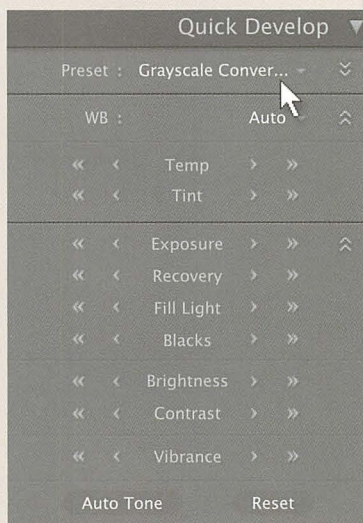 Quick Develop
Preset : Grayscale Conver...
WB : Auto
Temp
Tint
Exposure
Recovery
Fill Light
Blacks
Brightness
Contrast
Vibrance
Auto Tone Reset